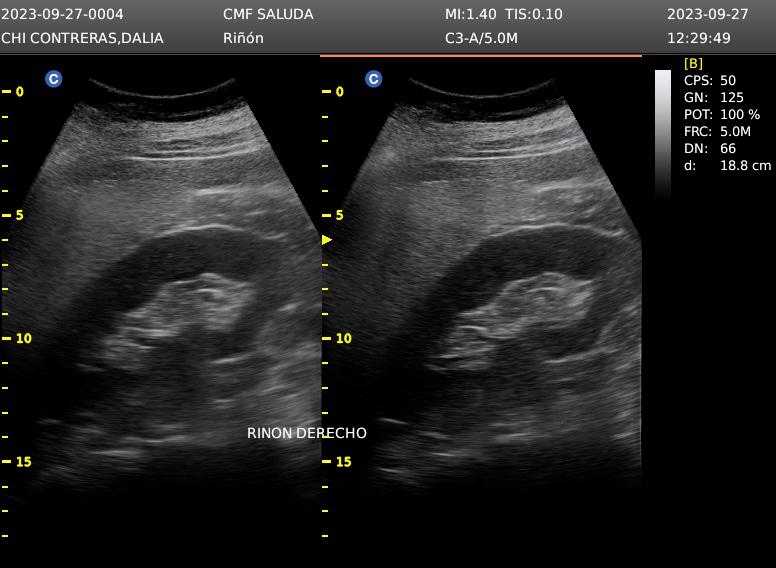 2023-09-27-0004 CMF SALUDA MI:1.40 TIS:0.10 2023-09-27
CHI CONTRERAS,DALIA Riñón C3-A/5.0M 12:29:49
C C
[B]
0 0
CPS: 50
GN: 125
POT: 100 %
FRC: 5.0M
DN: 66
d: 18.8 cm
5 5
10 10
RINON DERECHO
15 15